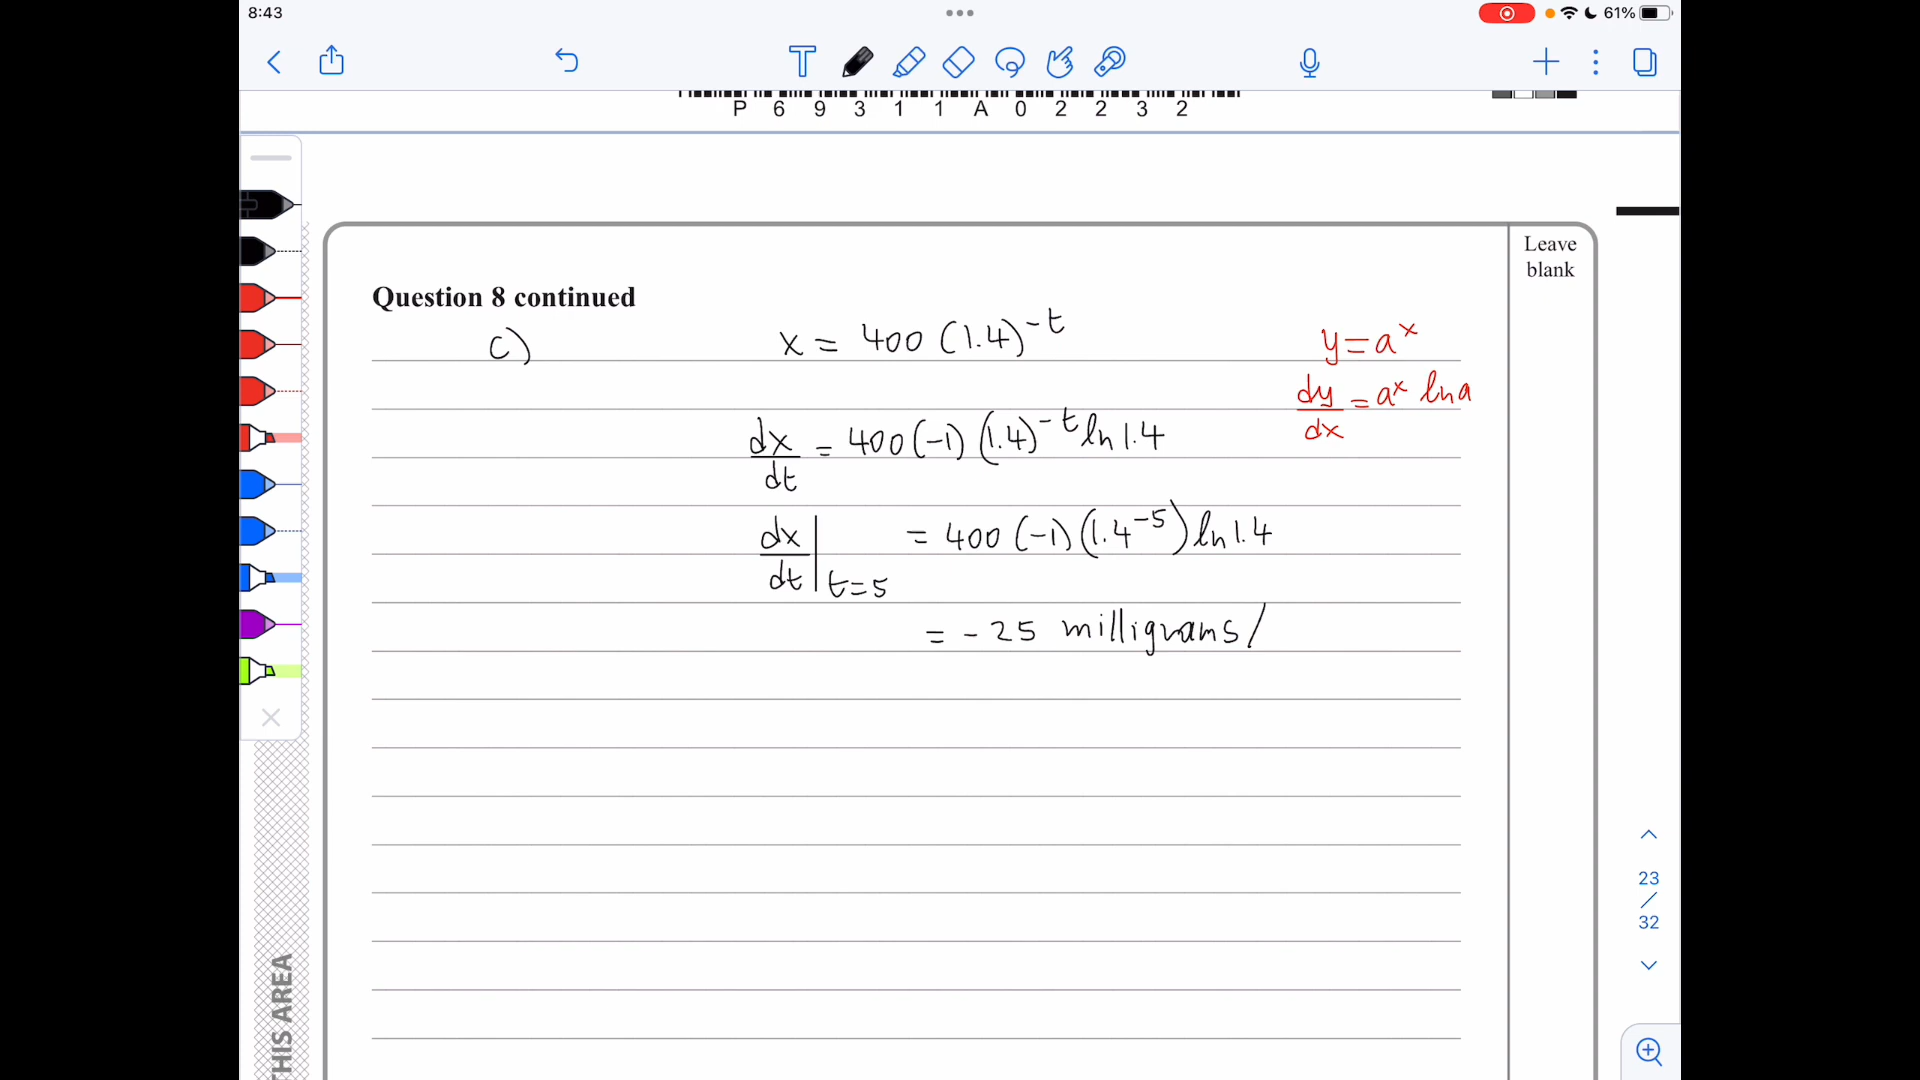 8:43
61%
P 6 9 3 1 1 A 0 2 2 3 2
Leave
blank
Question 8 continued
c)
x = 400 (1.4)^-t
y = a^x
dy/dx = a^x ln a
dx/dt = 400 (-1) (1.4)^-t ln 1.4
dx/dt | t=5 = 400 (-1) (1.4^-5) ln 1.4
= - 25 milligrams /
23
/
32
THIS AREA